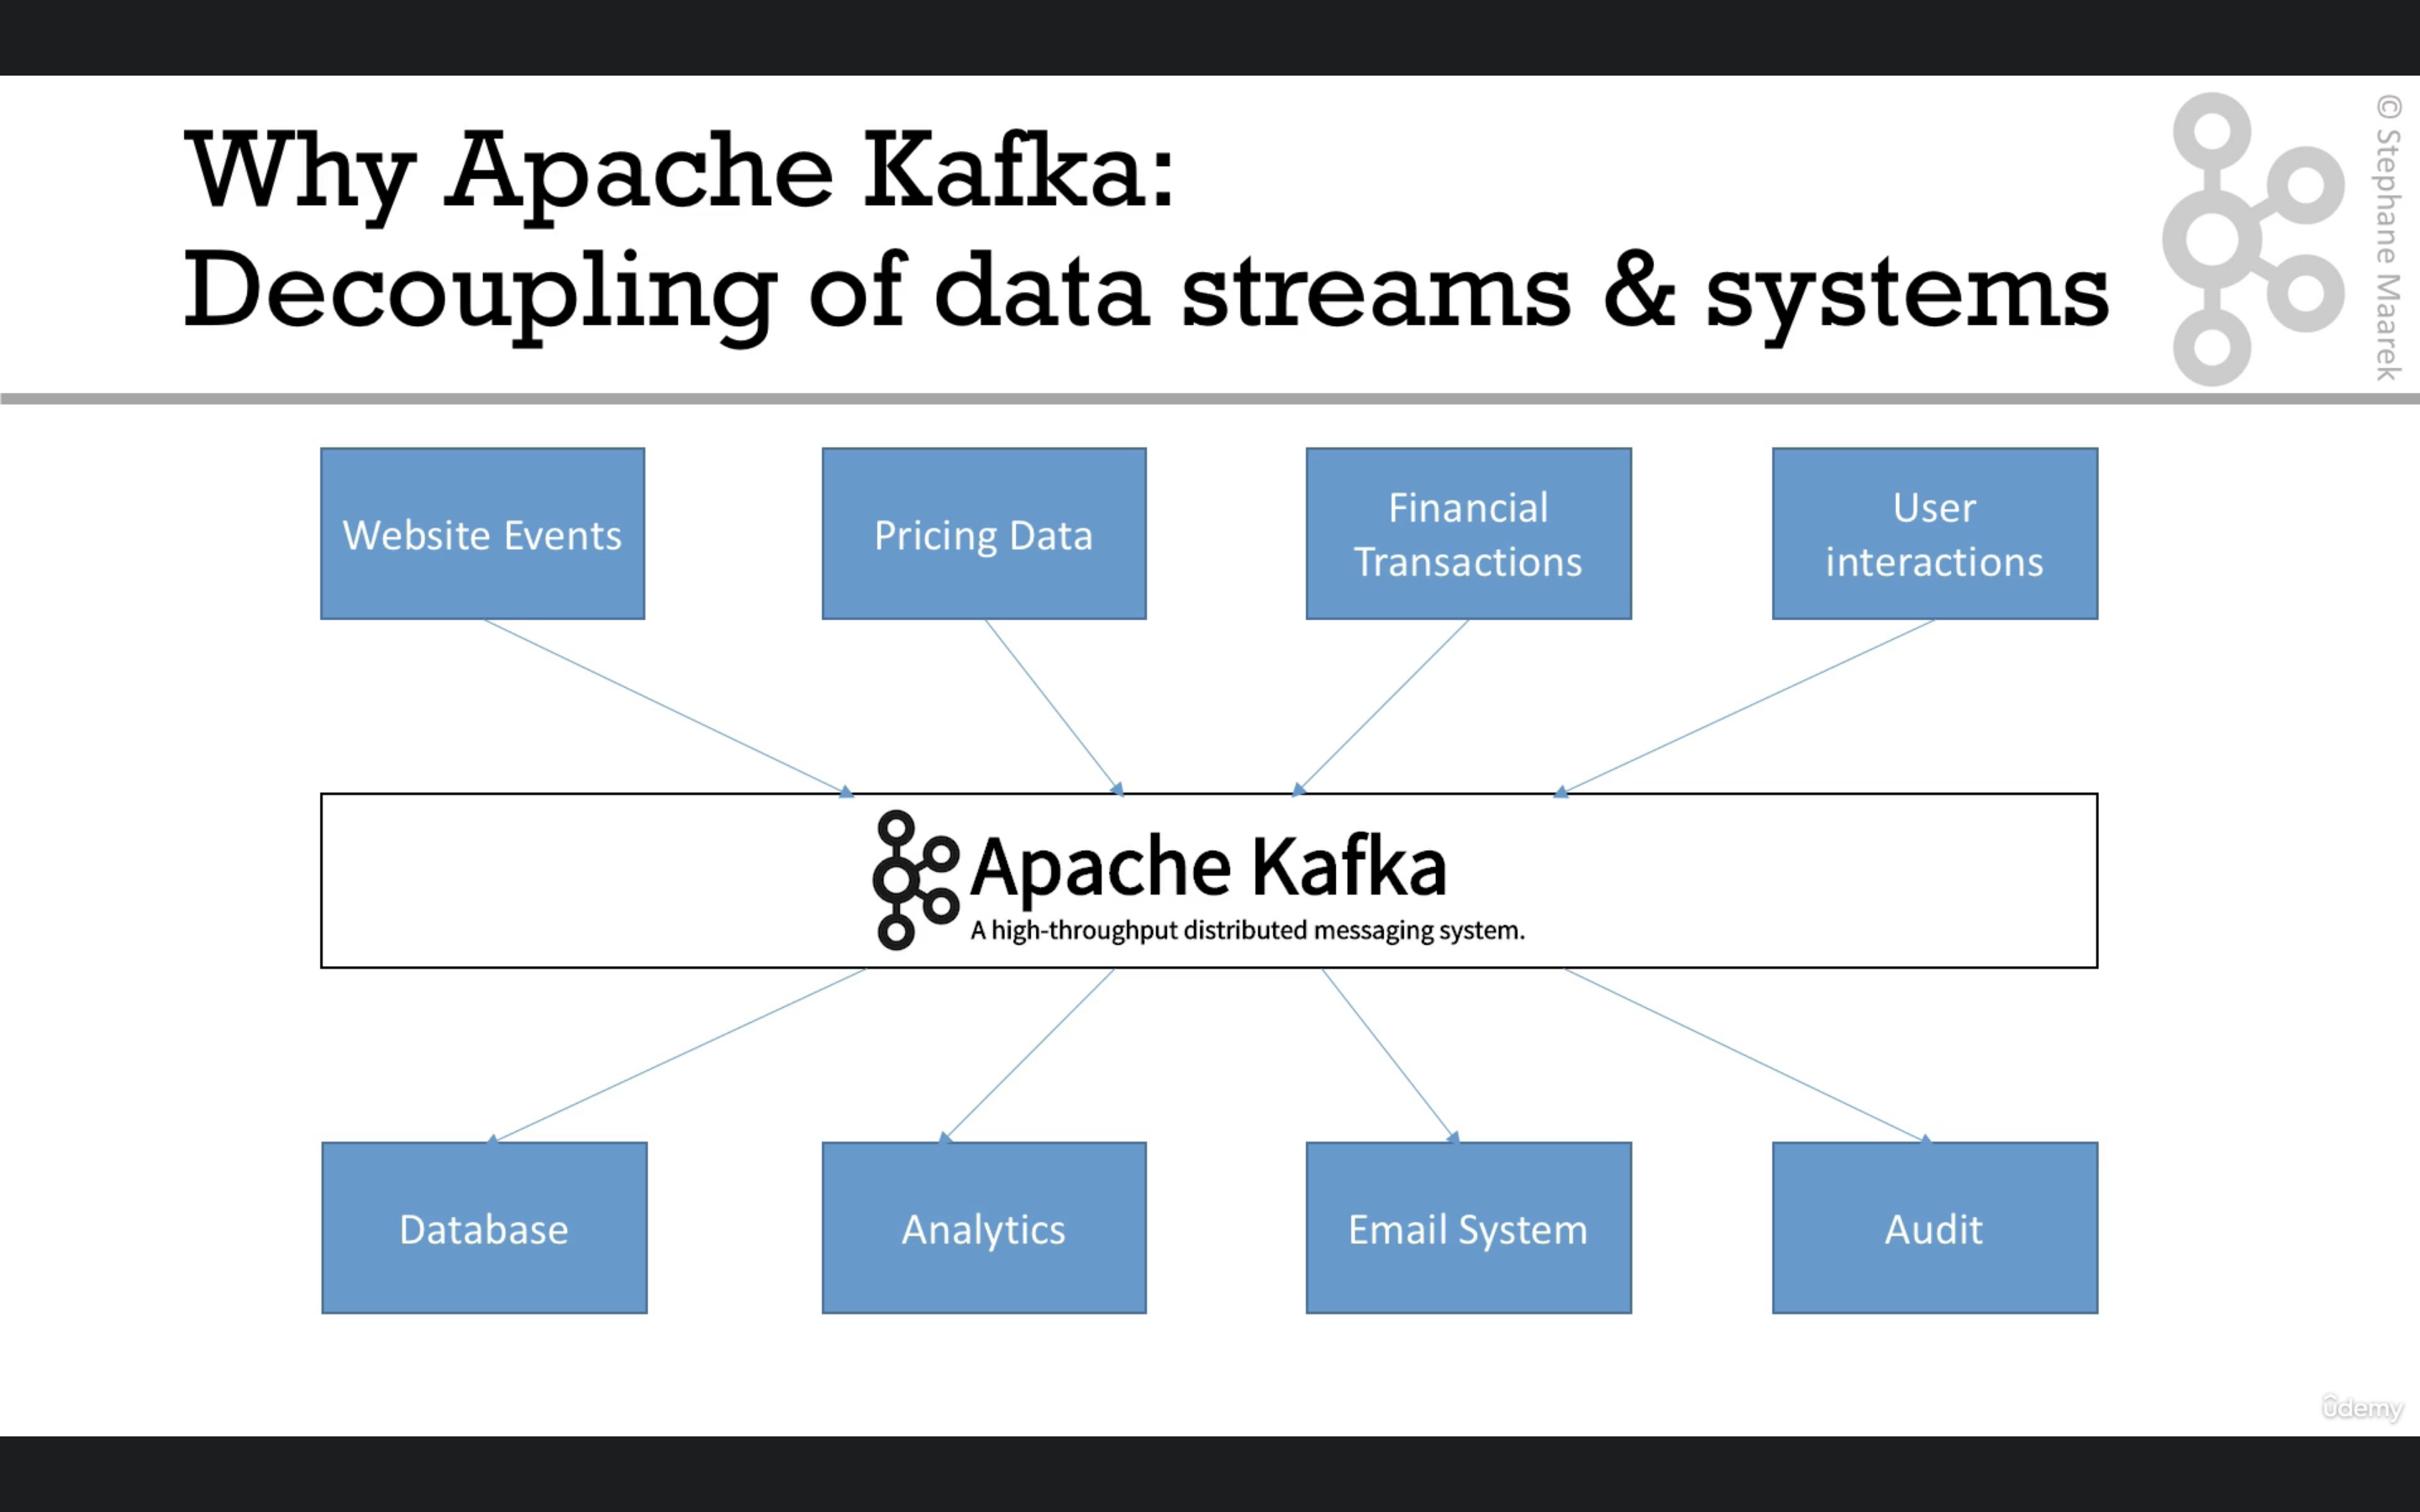 Why Apache Kafka:
Decoupling of data streams & systems
© Stephane Maarek
Website Events
Pricing Data
Financial
Transactions
User
interactions
Apache Kafka
A high-throughput distributed messaging system.
Database
Analytics
Email System
Audit
ûdemy